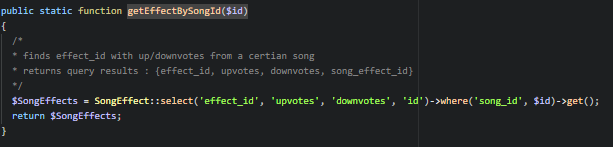 public static function getEffectBySongId($id)
{
/*
* finds effect_id with up/downvotes from a certian song
* returns query results : {effect_id, upvotes, downvotes, song_effect_id}
*/
$SongEffects = SongEffect::select('effect_id', 'upvotes', 'downvotes', 'id')->where('song_id', $id)->get();
return $SongEffects;
}